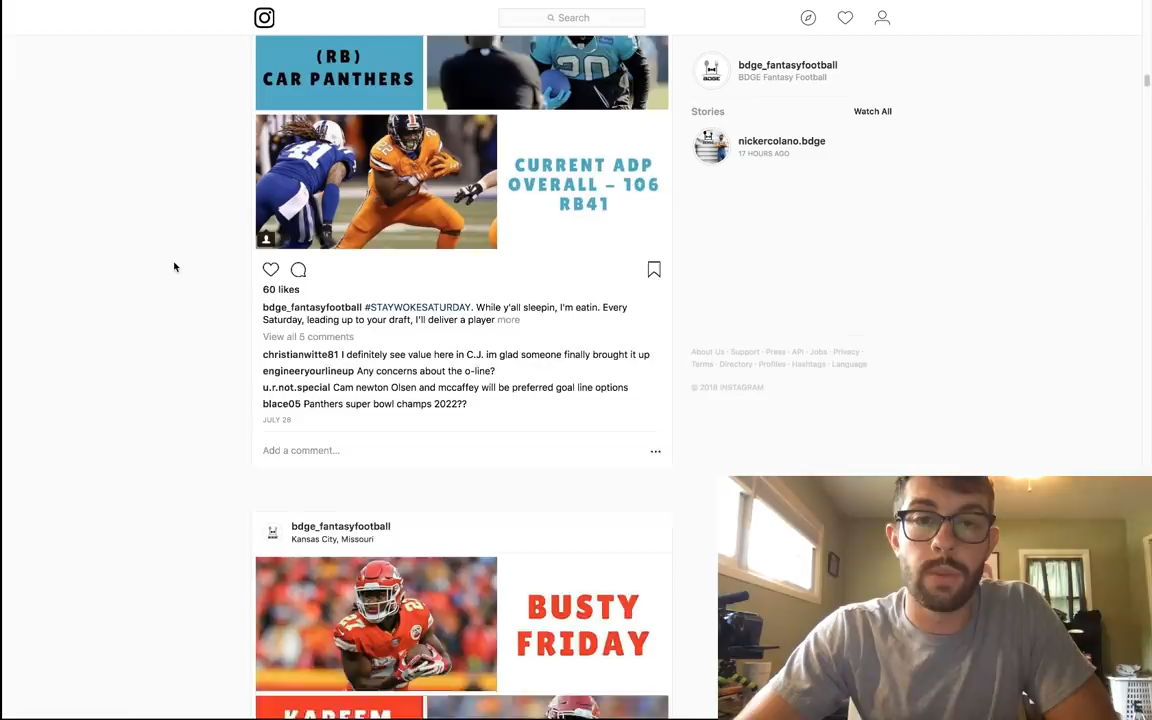 Search
(RB)
CAR PANTHERS
20
bdge_fantasyfootball
BDGE Fantasy Football
Stories
Watch All
nickercolano.bdge
17 HOURS AGO
41
CURRENT ADP
OVERALL – 106
RB41
60 likes
bdge_fantasyfootball #STAYWOKESATURDAY. While y'all sleepin, I'm eatin. Every
Saturday, leading up to your draft, I'll deliver a player more
View all 5 comments
christianwitte81 I definitely see value here in C.J. im glad someone finally brought it up
engineeryourlineup Any concerns about the o-line?
u.r.not.special Cam newton Olsen and mccaffey will be preferred goal line options
blace05 Panthers super bowl champs 2022??
JULY 28
Add a comment...
About Us · Support · Press · API · Jobs · Privacy ·
Terms · Directory · Profiles · Hashtags · Language
© 2018 INSTAGRAM
bdge_fantasyfootball
Kansas City, Missouri
27
BUSTY
FRIDAY
KAREEM